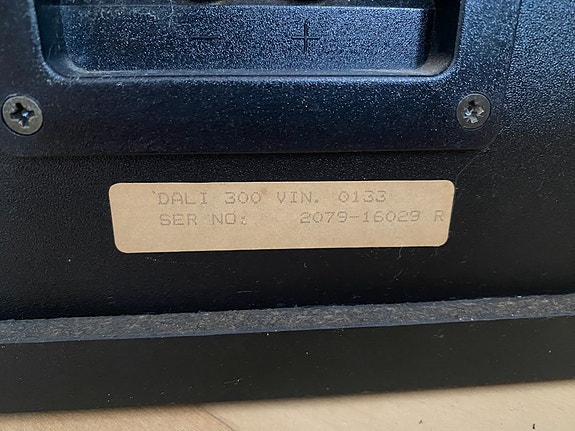 - +
DALI 300 VIN. 0133
SER NO: 2079-16029 R